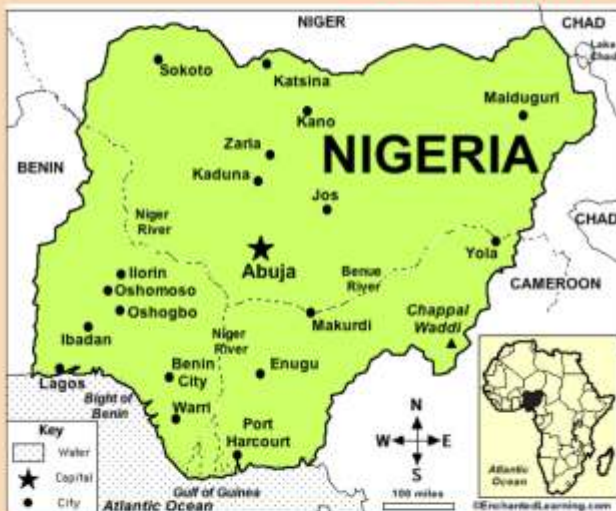 NIGER
CHAD
Lake
Chad
Sokoto
Katsina
Maiduguri
Kano
Zaria
NIGERIA
BENIN
Kaduna
Jos
Niger
River
CHAD
Yola
Abuja
Benue
River
CAMEROON
Ilorin
Oshomoso
Oshogbo
Makurdi
Chappal
Waddi
Ibadan
Niger
River
Enugu
Benin
City
Lagos
Bight of
Benin
Warri
Port
Harcourt
N
W E
S
Key
Water
Capital
City
Gulf of Guinea
Atlantic Ocean
100 miles
Atlantic
Ocean
©EnchantedLearning.com